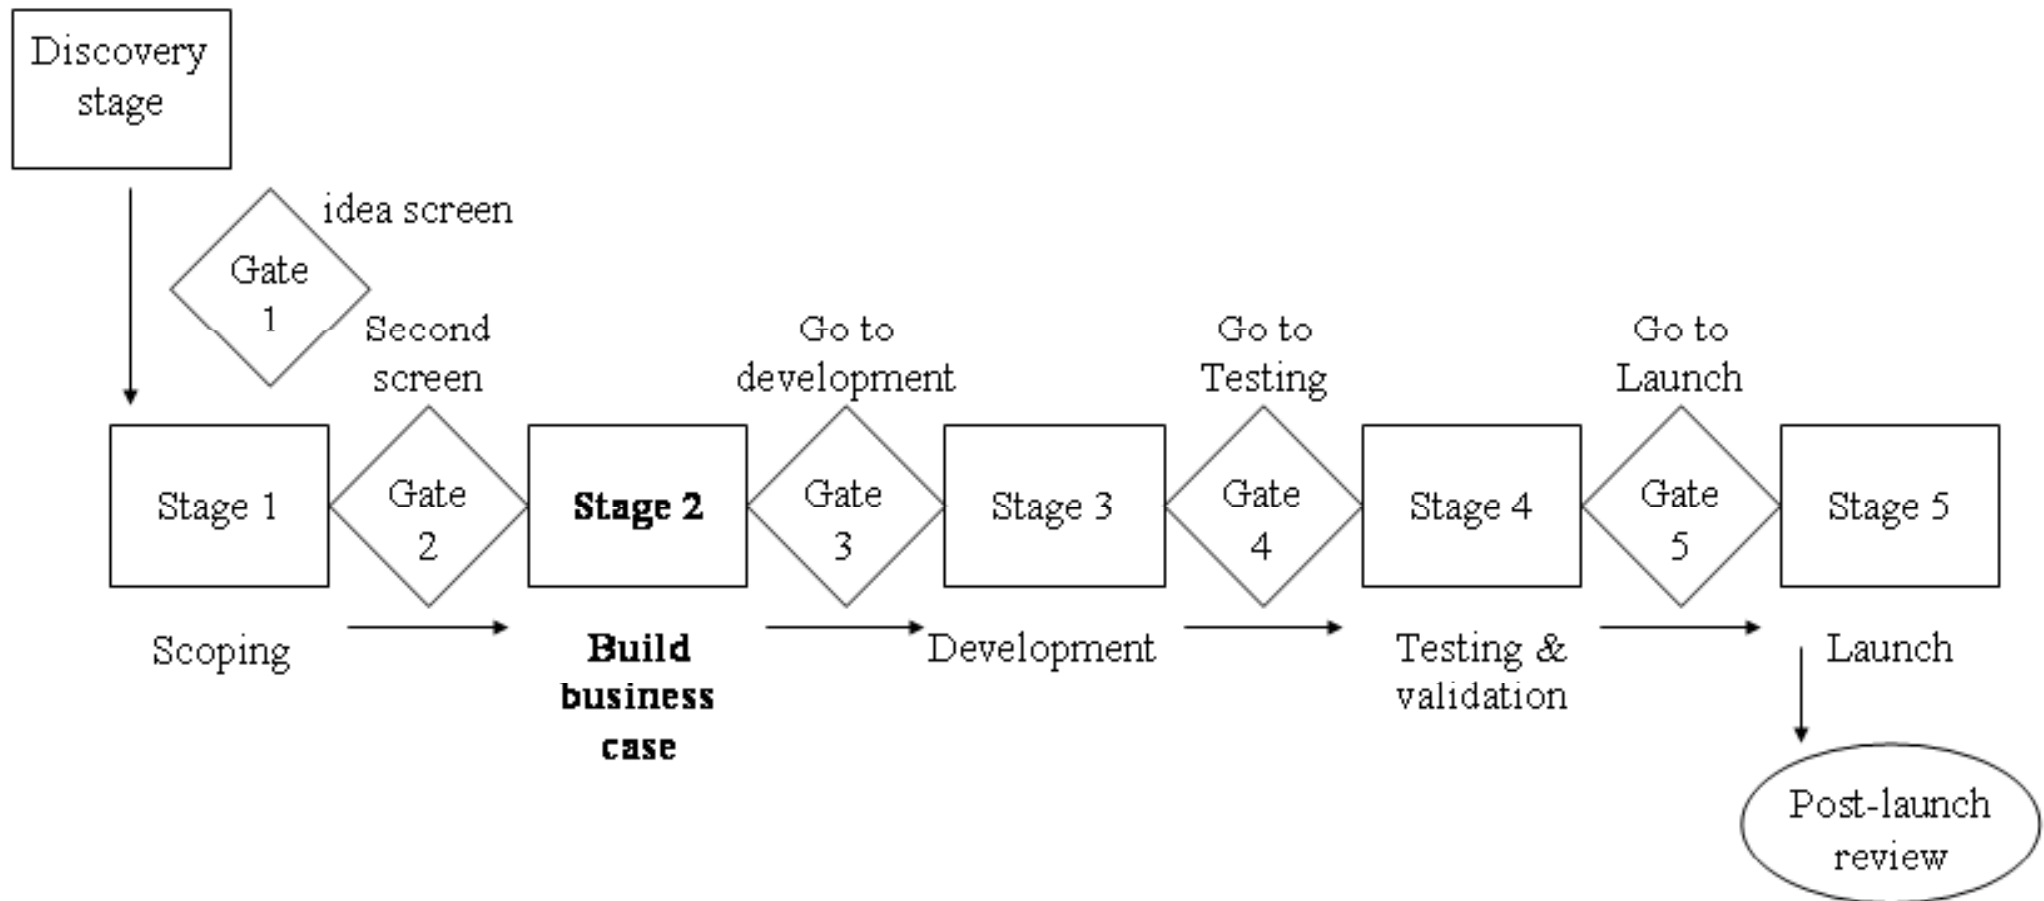 Discovery
stage
idea screen
Gate
1
Second
screen
Go to
development
Go to
Testing
Go to
Launch
Stage 1
Gate
2
Stage 2
Gate
3
Stage 3
Gate
4
Stage 4
Gate
5
Stage 5
Scoping
Build
business
case
Development
Testing &
validation
Launch
Post-launch
review